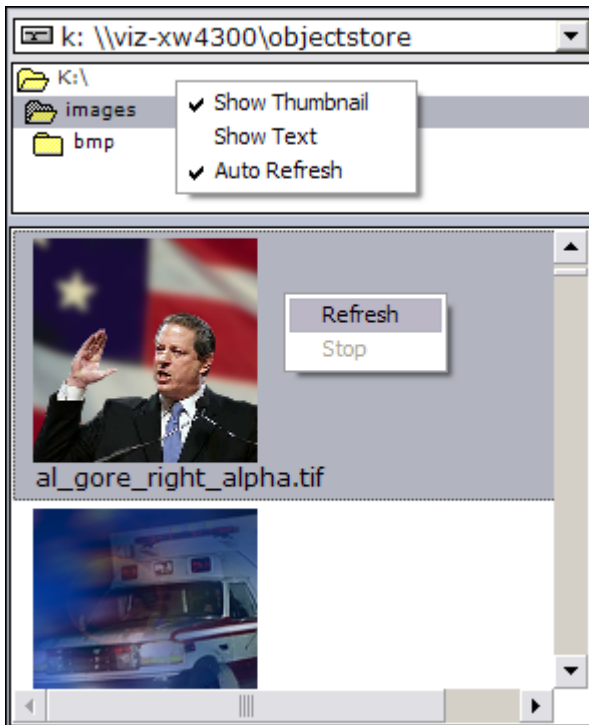 k: \\viz-xw4300\objectstore
K:\
images
bmp
Show Thumbnail
Show Text
Auto Refresh
Refresh
Stop
al_gore_right_alpha.tif